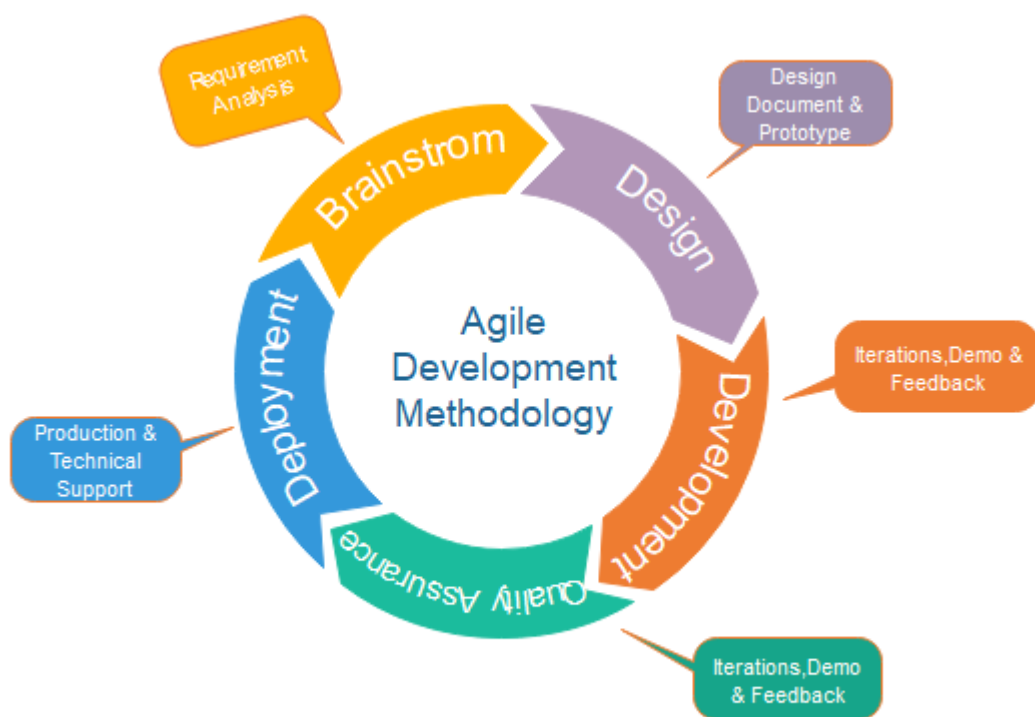 Requirement
Analysis
Brainstrom
Design
Document &
Prototype
Design
Agile
Development
Methodology
Iterations,Demo
& Feedback
Development
Production &
Technical
Support
Deployment
Quality Assurance
Iterations,Demo
& Feedback